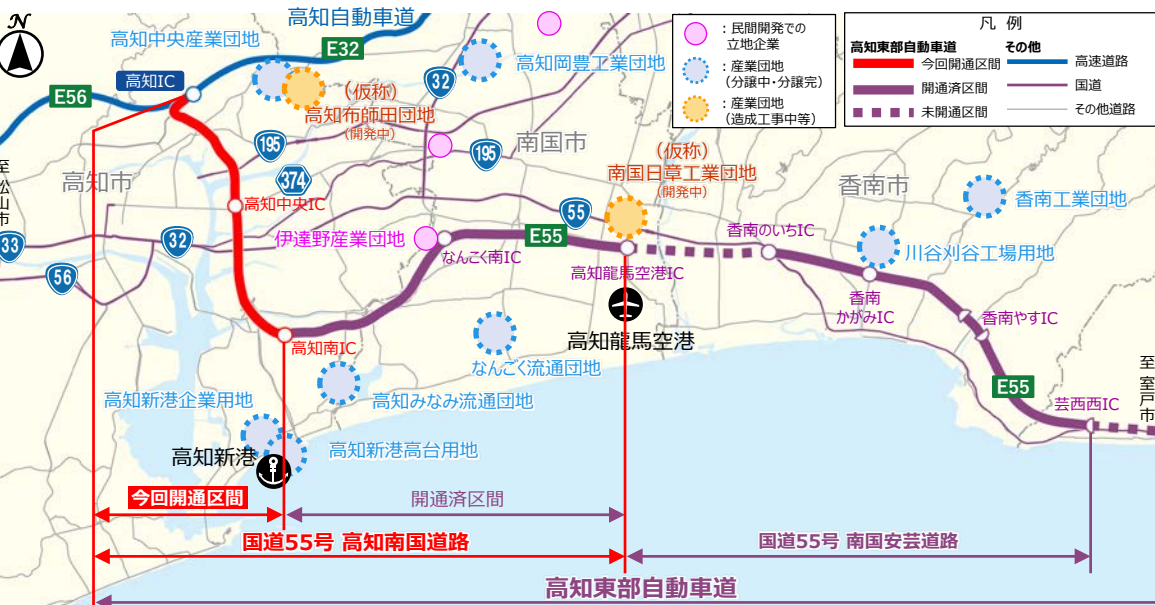 N
高知自動車道
高知中央産業団地
E32
高知IC
E56
高知岡豊工業団地
32
(仮称)
高知布師田団地
(開発中)
195
374
南国市
195
高知市
至 松山市
高知中央IC
33
32
56
伊達野産業団地
なんこく南IC
E55
55
(仮称)
南国日章工業団地
(開発中)
高知龍馬空港IC
高知龍馬空港
香南のいちIC
香南市
香南工業団地
川谷刈谷工場用地
香南
かがみIC
香南やすIC
E55
芸西西IC
至 室戸市
高知南IC
なんごく流通団地
高知みなみ流通団地
高知新港企業用地
高知新港高台用地
高知新港
今回開通区間
開通済区間
国道55号 高知南国道路
国道55号 南国安芸道路
高知東部自動車道
:民間開発での
立地企業
:産業団地
(分譲中・分譲完)
:産業団地
(造成工事中等)
凡 例
高知東部自動車道
その他
今回開通区間
高速道路
開通済区間
国道
未開通区間
その他道路